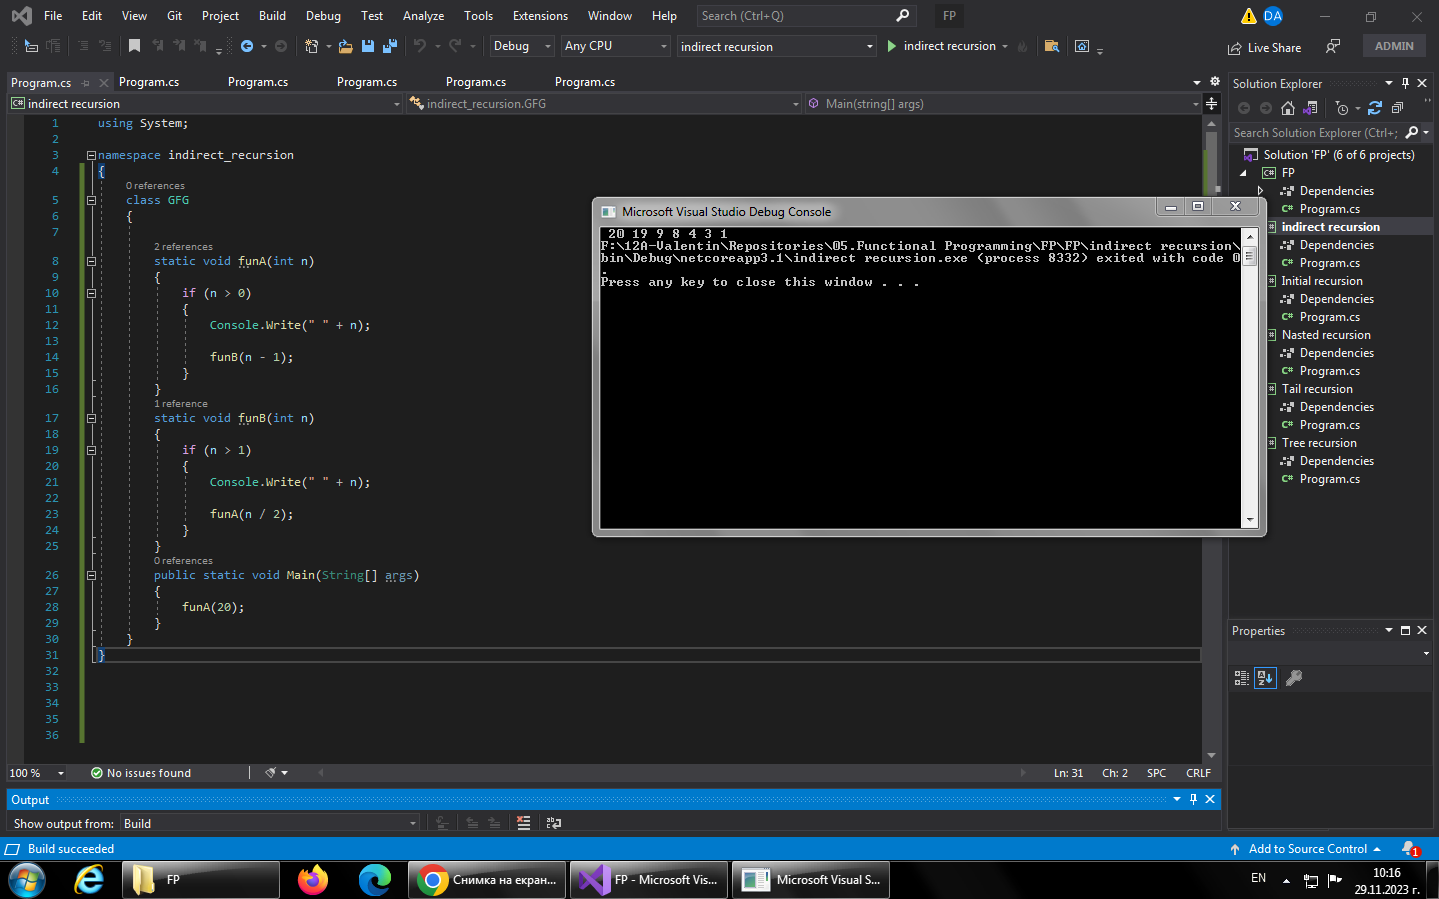 File Edit View Git Project Build Debug Test Analyze Tools Extensions Window Help Search (Ctrl+Q) FP DA
Debug Any CPU indirect recursion indirect recursion Live Share ADMIN
Program.cs Program.cs Program.cs Program.cs Program.cs Program.cs
C# indirect recursion indirect_recursion.GFG Main(string[] args)
1 using System;
2
3 namespace indirect_recursion
4 {
0 references
5 class GFG
6 {
7
2 references
8 static void funA(int n)
9 {
10 if (n > 0)
11 {
12 Console.Write(" " + n);
13
14 funB(n - 1);
15 }
16 }
1 reference
17 static void funB(int n)
18 {
19 if (n > 1)
20 {
21 Console.Write(" " + n);
22
23 funA(n / 2);
24 }
25 }
0 references
26 public static void Main(String[] args)
27 {
28 funA(20);
29 }
30 }
31 }
32
33
34
35
36
100 % No issues found Ln: 31 Ch: 2 SPC CRLF
Microsoft Visual Studio Debug Console
20 19 9 8 4 3 1
F:\12A-Valentin\Repositories\05.Functional Programming\FP\FP\indirect recursion\
bin\Debug\netcoreapp3.1\indirect recursion.exe (process 8332) exited with code 0
.
Press any key to close this window . . .
Solution Explorer
Search Solution Explorer (Ctrl+;
Solution 'FP' (6 of 6 projects)
C# FP
Dependencies
C# Program.cs
indirect recursion
Dependencies
C# Program.cs
Initial recursion
Dependencies
C# Program.cs
Nasted recursion
Dependencies
C# Program.cs
Tail recursion
Dependencies
C# Program.cs
Tree recursion
Dependencies
C# Program.cs
Properties
Output
Show output from: Build
Build succeeded Add to Source Control 1
FP Снимка на екран... FP - Microsoft Vis... Microsoft Visual S... EN 10:16
29.11.2023 г.